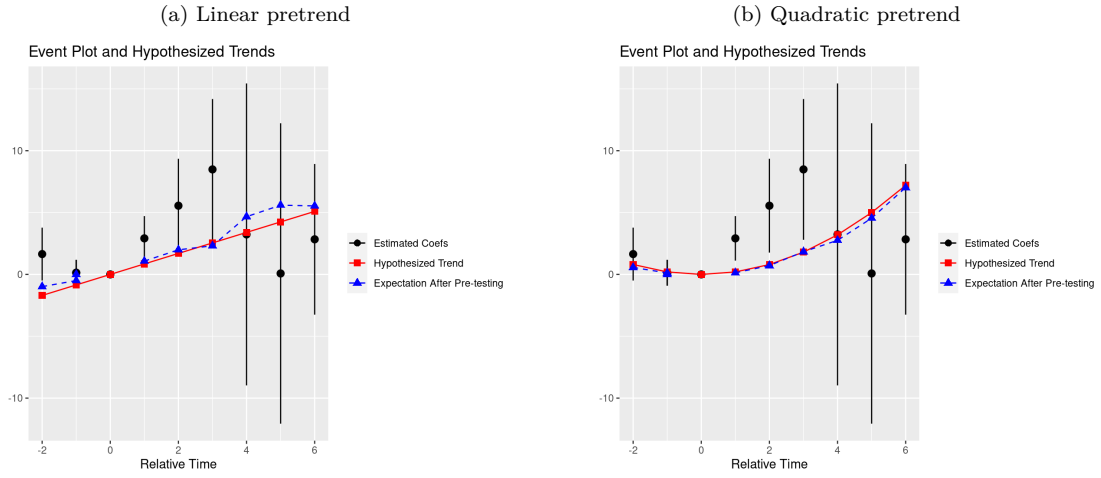 (a) Linear pretrend
Event Plot and Hypothesized Trends
10
0
-10
-2 0 2 4 6
Relative Time
Estimated Coefs
Hypothesized Trend
Expectation After Pre-testing
(b) Quadratic pretrend
Event Plot and Hypothesized Trends
10
0
-10
-2 0 2 4 6
Relative Time
Estimated Coefs
Hypothesized Trend
Expectation After Pre-testing